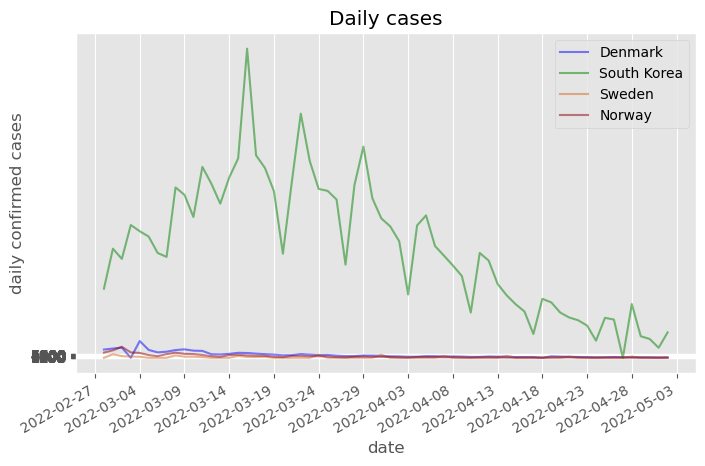 Daily cases
Denmark
South Korea
Sweden
Norway
daily confirmed cases
2022-02-27
2022-03-04
2022-03-09
2022-03-14
2022-03-19
2022-03-24
2022-03-29
2022-04-03
2022-04-08
2022-04-13
2022-04-18
2022-04-23
2022-04-28
2022-05-03
date